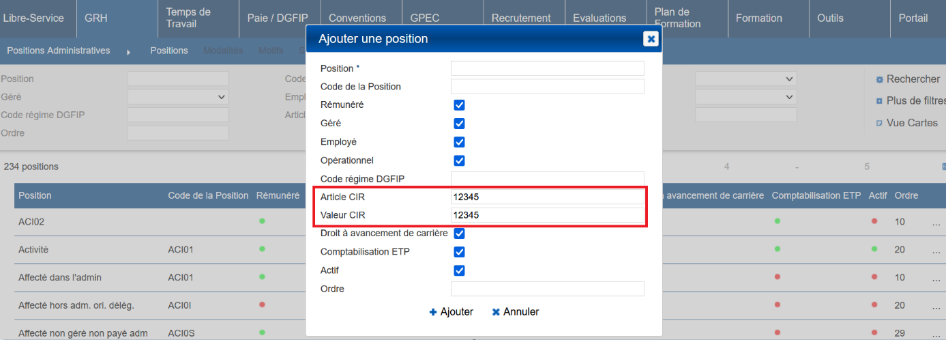 Libre-Service GRH Temps de Travail Paie / DGFIP Conventions GPEC Recrutement Evaluations Plan de Formation Formation Outils Portail
Ajouter une position
Positions Administratives Positions Modalités Motifs
Position
Géré
Code régime DGFIP
Ordre
Code
Empl
Articl
Rechercher
Plus de filtres
Vue Cartes
Position *
Code de la Position
Rémunéré
Géré
Employé
Opérationnel
Code régime DGFIP
Article CIR 12345
Valeur CIR 12345
Droit à avancement de carrière
Comptabilisation ETP
Actif
Ordre
Ajouter Annuler
234 positions 4 - 5
Position Code de la Position Rémunéré à avancement de carrière Comptabilisation ETP Actif Ordre
ACI02 10 ...
Activité ACI01 20 ...
Affecté dans l'admin ACI01 10 ...
Affecté hors adm. ori. délég. ACI0I 20 ...
Affecté non géré non payé adm ACI0S 29 ...